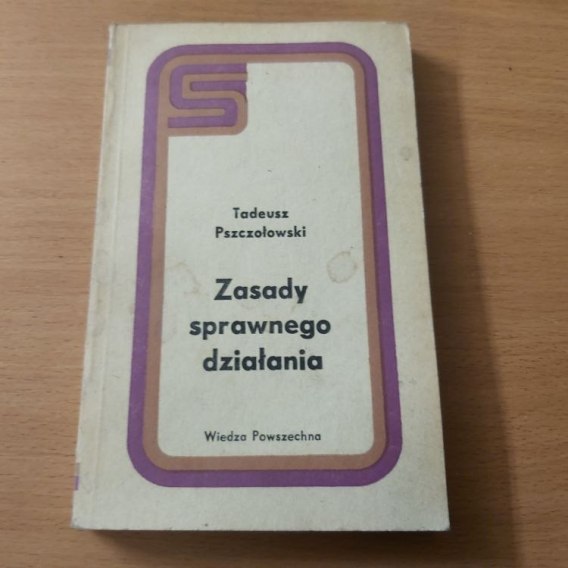 Tadeusz
Pszczołowski
Zasady
sprawnego
działania
Wiedza Powszechna